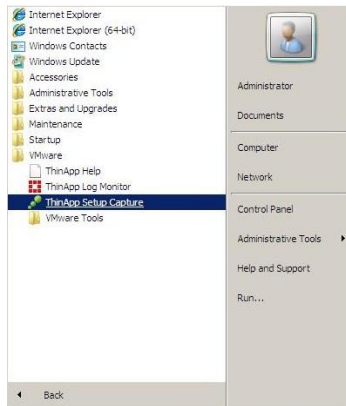 Internet Explorer
Internet Explorer (64-bit)
Windows Contacts
Windows Update
Accessories
Administrative Tools
Extras and Upgrades
Maintenance
Startup
VMware
ThinApp Help
ThinApp Log Monitor
ThinApp Setup Capture
VMware Tools
Back
Administrator
Documents
Computer
Network
Control Panel
Administrative Tools
Help and Support
Run...